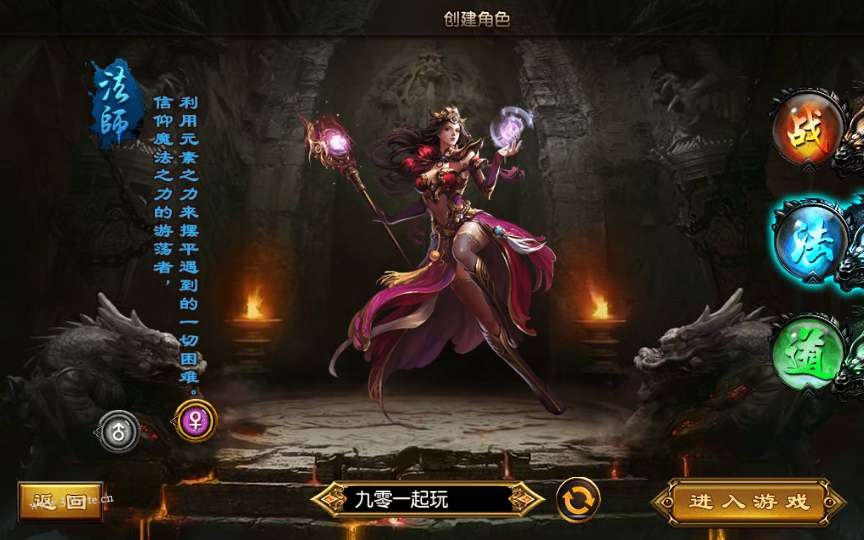 创建角色
法師
利用元素之力来摆平遇到的一切困难。
信仰魔法之力的游荡者，
战
法
道
返回
九零一起玩
进入游戏